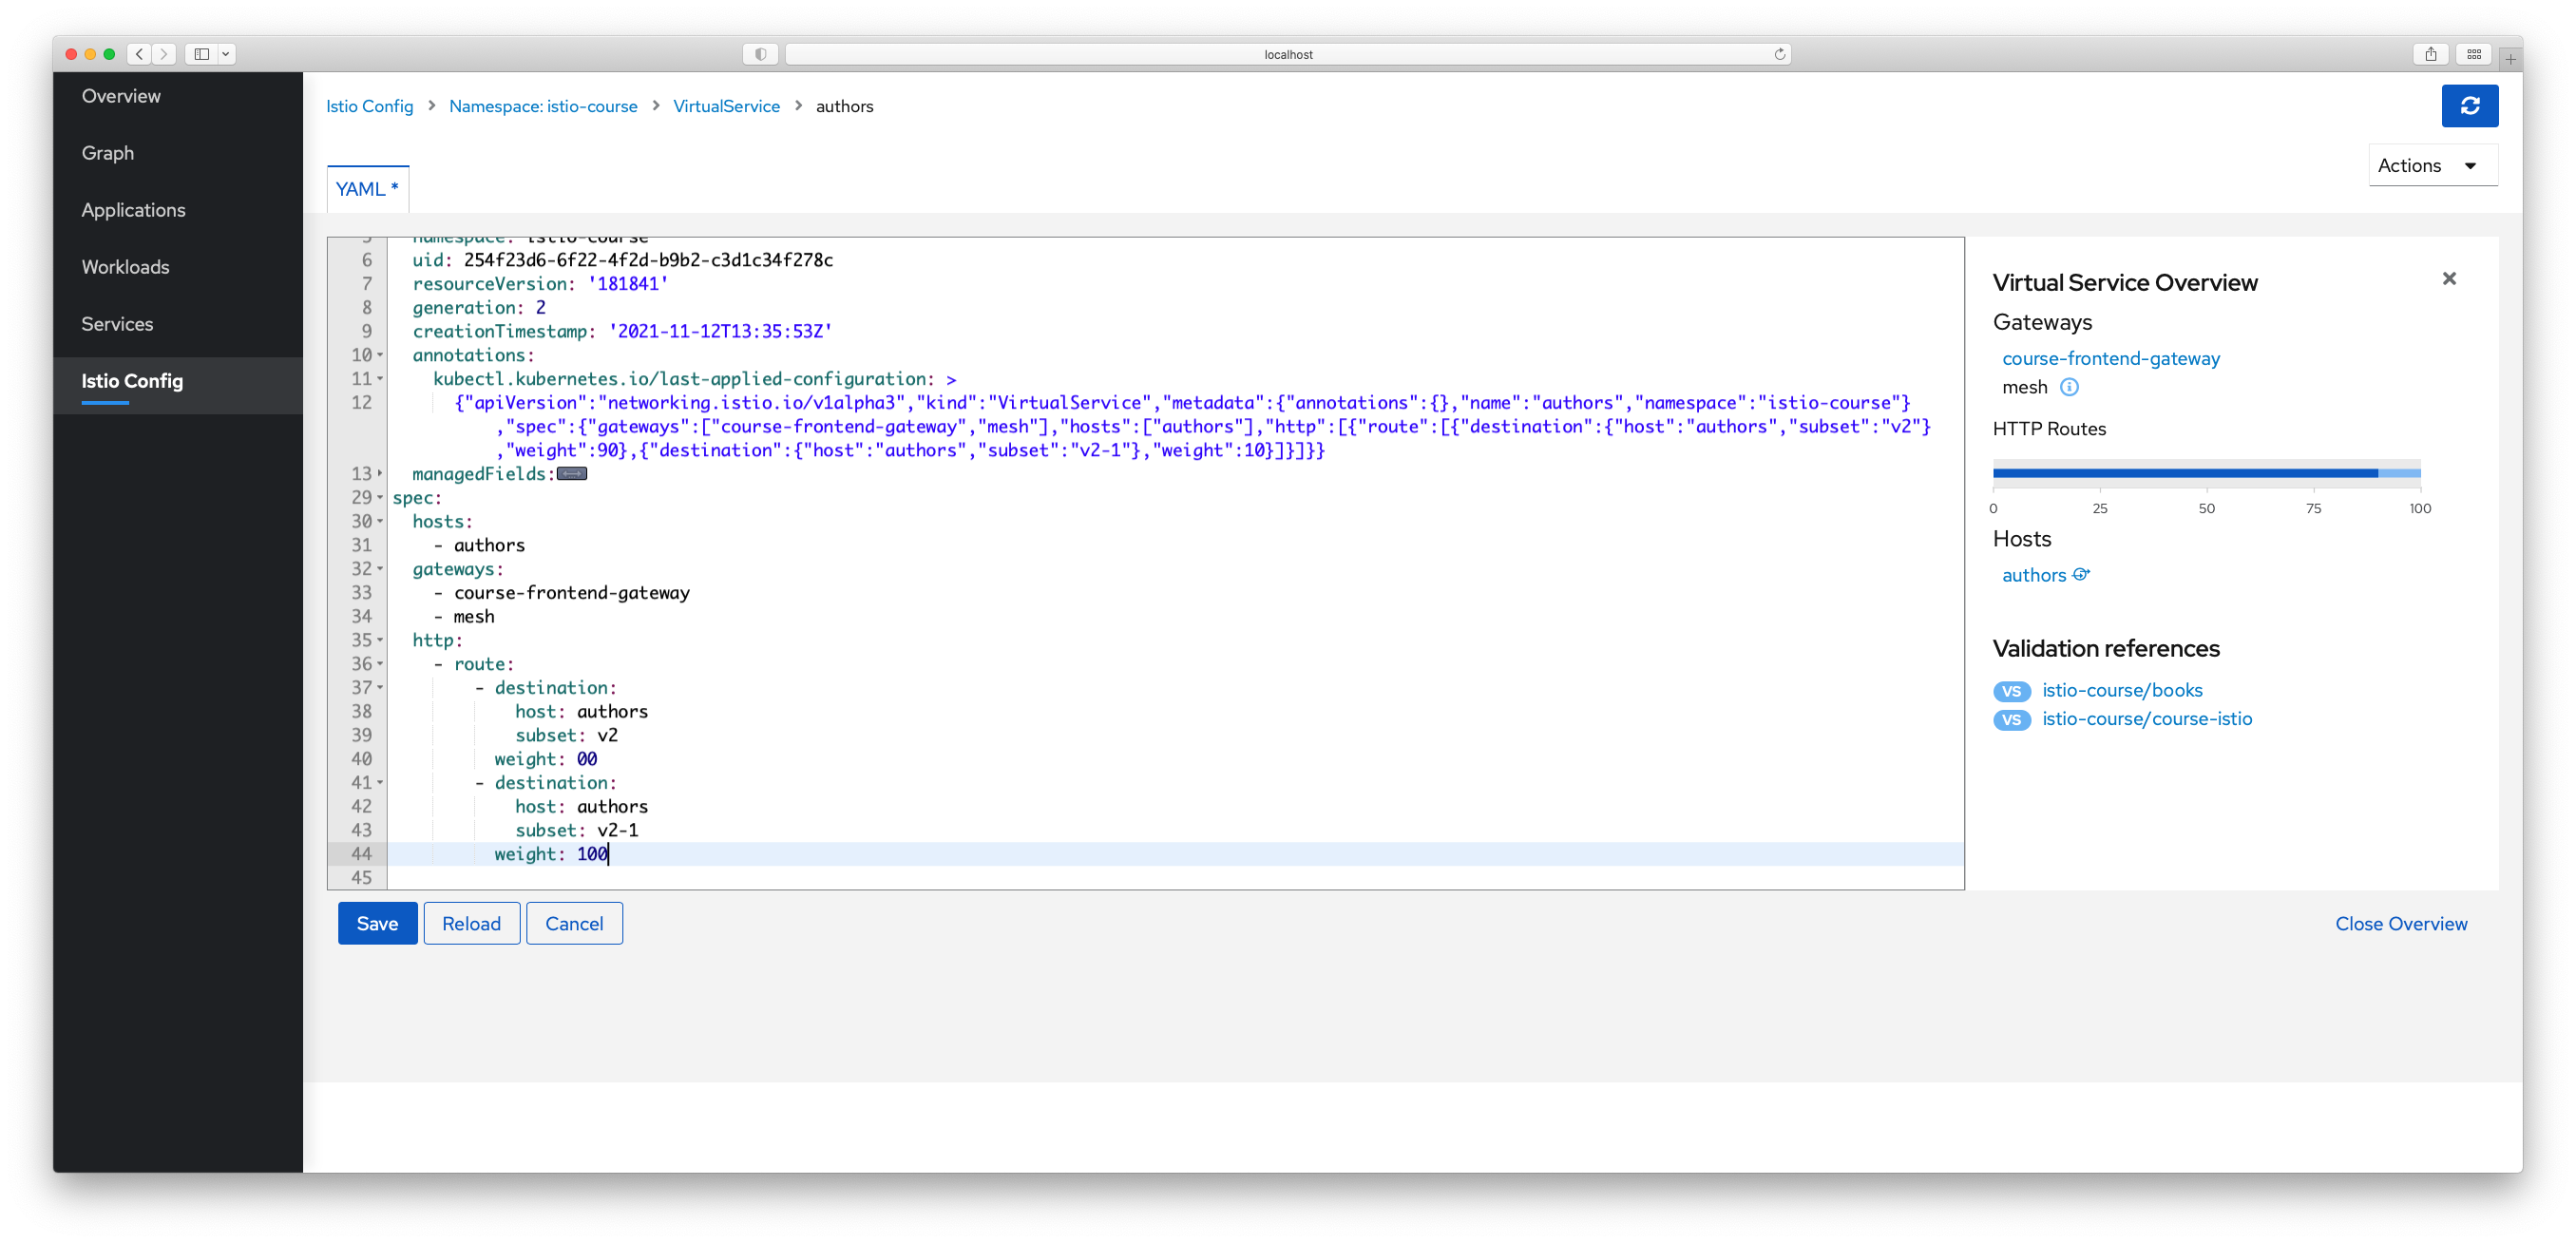 localhost
Overview
Graph
Applications
Workloads
Services
Istio Config
Istio Config > Namespace: istio-course > VirtualService > authors
Actions
YAML *
5 namespace: istio-course
6 uid: 254f23d6-6f22-4f2d-b9b2-c3d1c34f278c
7 resourceVersion: '181841'
8 generation: 2
9 creationTimestamp: '2021-11-12T13:35:53Z'
10 annotations:
11 kubectl.kubernetes.io/last-applied-configuration: >
12 {"apiVersion":"networking.istio.io/v1alpha3","kind":"VirtualService","metadata":{"annotations":{},"name":"authors","namespace":"istio-course"}
,"spec":{"gateways":["course-frontend-gateway","mesh"],"hosts":["authors"],"http":[{"route":[{"destination":{"host":"authors","subset":"v2"}
,"weight":90},{"destination":{"host":"authors","subset":"v2-1"},"weight":10}]}]}}
13 managedFields:
29 spec:
30 hosts:
31 - authors
32 gateways:
33 - course-frontend-gateway
34 - mesh
35 http:
36 - route:
37 - destination:
38 host: authors
39 subset: v2
40 weight: 00
41 - destination:
42 host: authors
43 subset: v2-1
44 weight: 100
45
Save
Reload
Cancel
Virtual Service Overview
Gateways
course-frontend-gateway
mesh
HTTP Routes
0 25 50 75 100
Hosts
authors
Validation references
VS istio-course/books
VS istio-course/course-istio
Close Overview